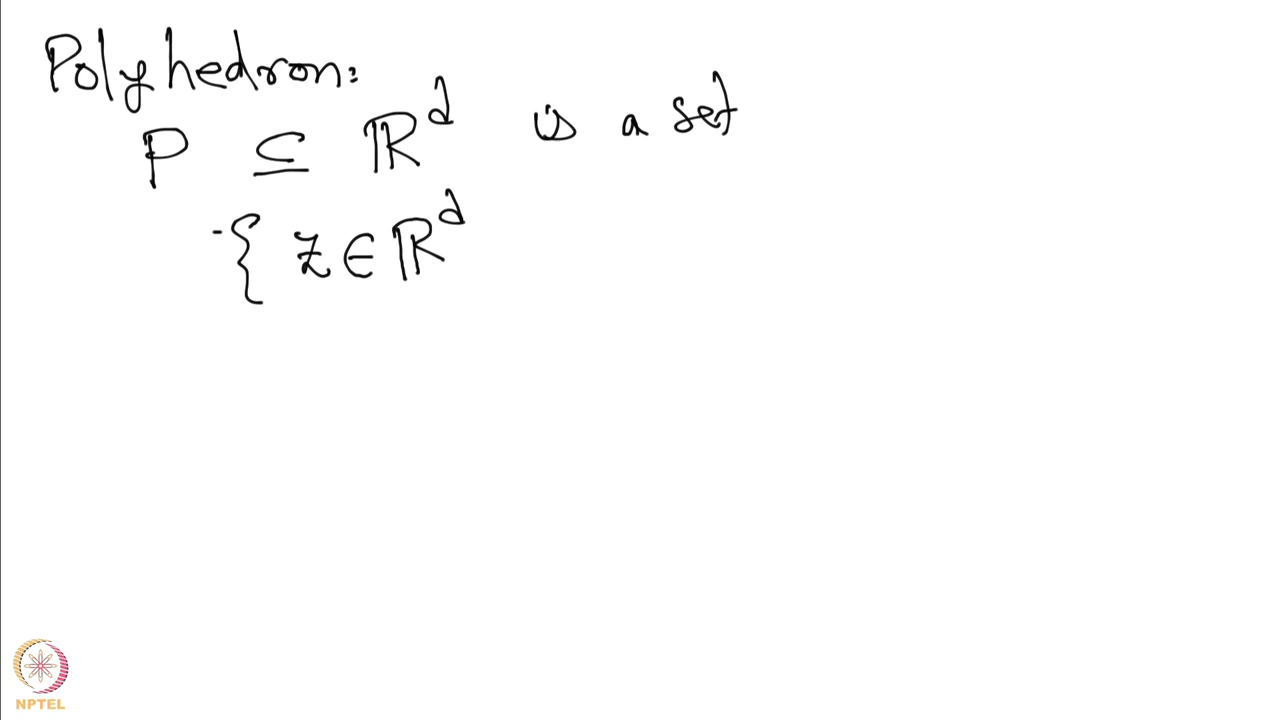 Polyhedron:
P ⊆ ℝ^d is a set
{ z ∈ ℝ^d
NPTEL